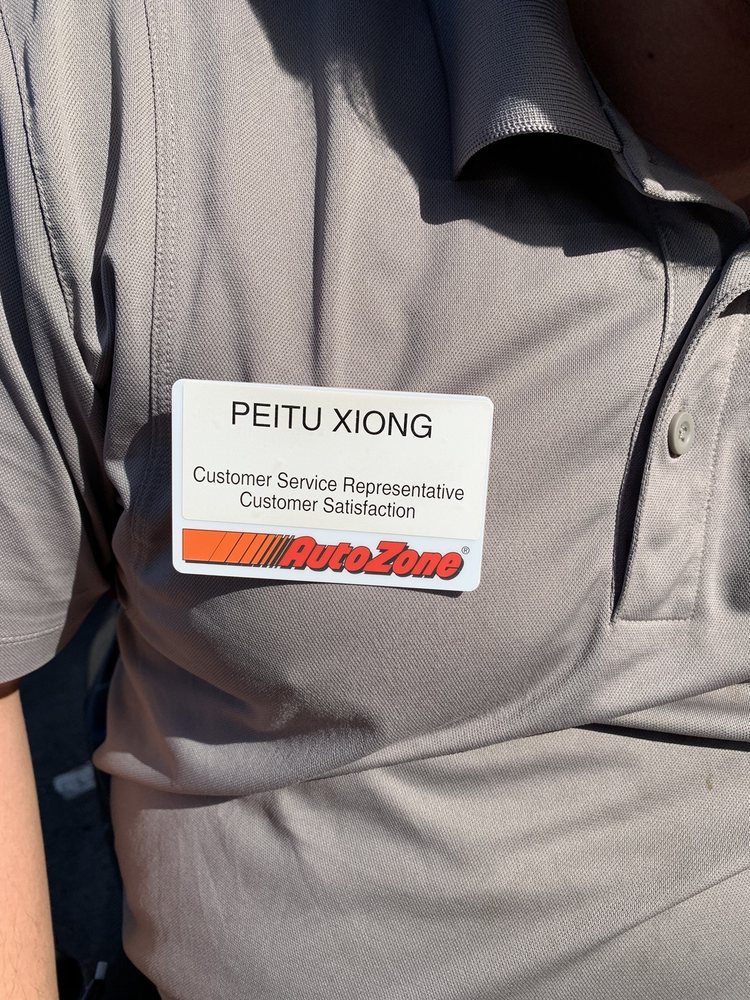 PEITU XIONG
Customer Service Representative
Customer Satisfaction
AutoZone®